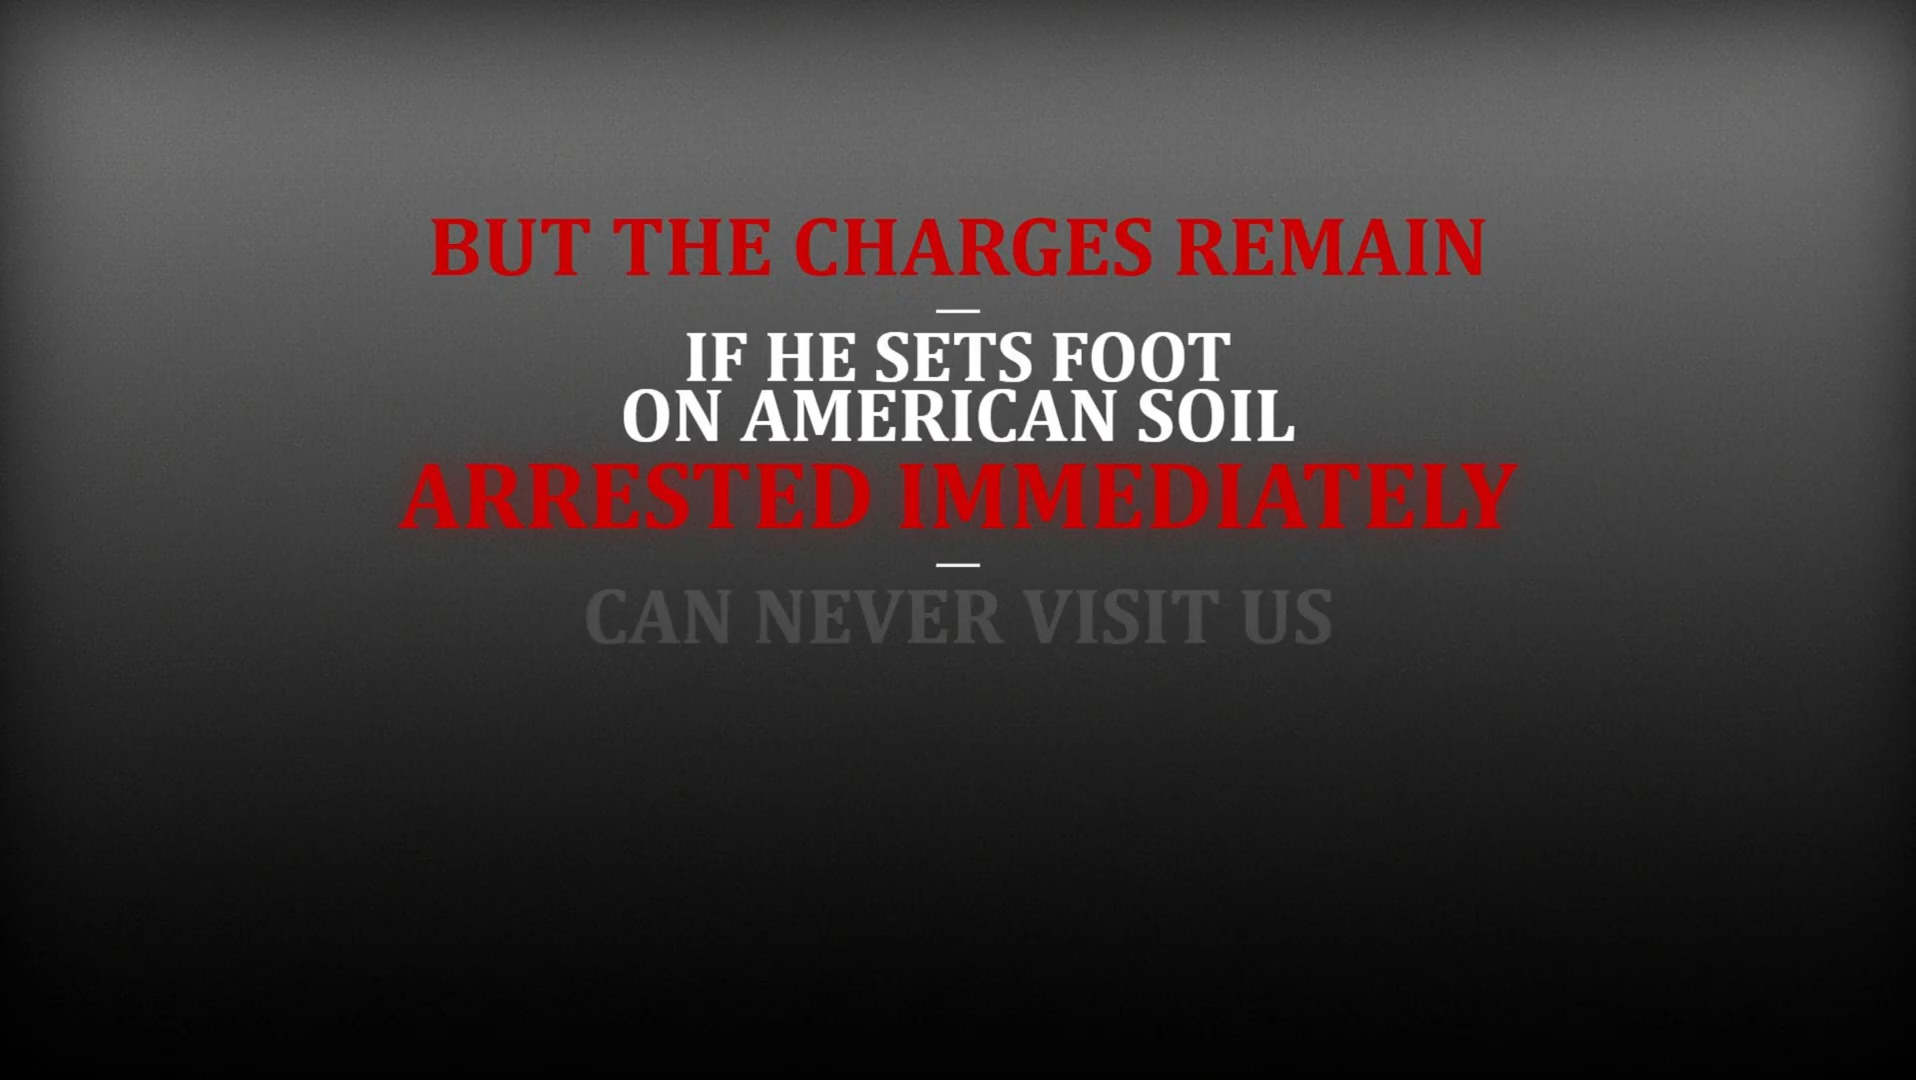 BUT THE CHARGES REMAIN
—
IF HE SETS FOOT
ON AMERICAN SOIL
ARRESTED IMMEDIATELY
—
CAN NEVER VISIT US